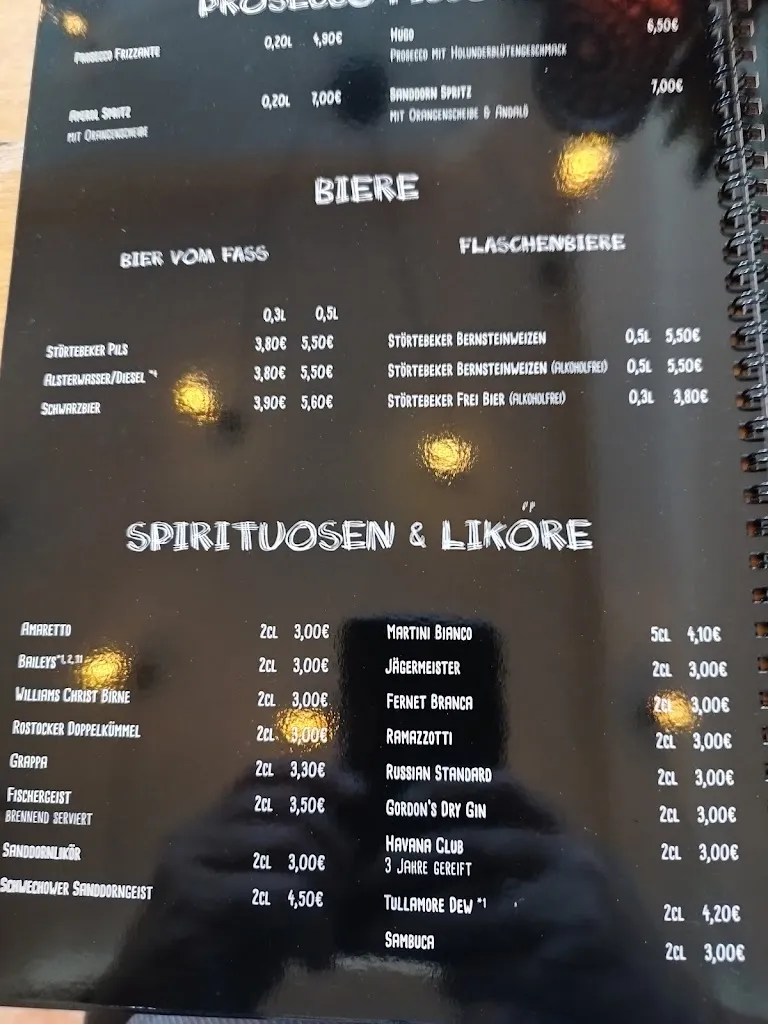 PROSECCO
PROSECCO FRIZZANTE 0,20L 4,90€
APEROL SPRITZ 0,20L 7,00€
MIT ORANGENSCHEIBE
HUGO 6,50€
PROSECCO MIT HOLUNDERBLÜTENGESCHMACK
SANDDORN SPRITZ 7,00€
MIT ORANGENSCHEIBE & ANDALÖ
BIERE
BIER VOM FASS
0,3L 0,5L
STÖRTEBEKER PILS 3,80€ 5,50€
ALSTERWASSER/DIESEL *4 3,80€ 5,50€
SCHWARZBIER 3,90€ 5,60€
FLASCHENBIERE
STÖRTEBEKER BERNSTEINWEIZEN 0,5L 5,50€
STÖRTEBEKER BERNSTEINWEIZEN (ALKOHOLFREI) 0,5L 5,50€
STÖRTEBEKER FREI BIER (ALKOHOLFREI) 0,3L 3,80€
SPIRITUOSEN & LIKÖRE
AMARETTO 2CL 3,00€
BAILEYS*1, 2, 11 2CL 3,00€
WILLIAMS CHRIST BIRNE 2CL 3,00€
ROSTOCKER DOPPELKÜMMEL 2CL 3,00€
GRAPPA 2CL 3,30€
FISCHERGEIST 2CL 3,50€
BRENNEND SERVIERT
SANDDORNLIKÖR 2CL 3,00€
SCHWECHOWER SANDDORNGEIST 2CL 4,50€
MARTINI BIANCO 5CL 4,10€
JÄGERMEISTER 2CL 3,00€
FERNET BRANCA 2CL 3,00€
RAMAZZOTTI 2CL 3,00€
RUSSIAN STANDARD 2CL 3,00€
GORDON'S DRY GIN 2CL 3,00€
HAVANA CLUB 2CL 3,00€
3 JAHRE GEREIFT
TULLAMORE DEW *1 2CL 4,20€
SAMBUCA 2CL 3,00€